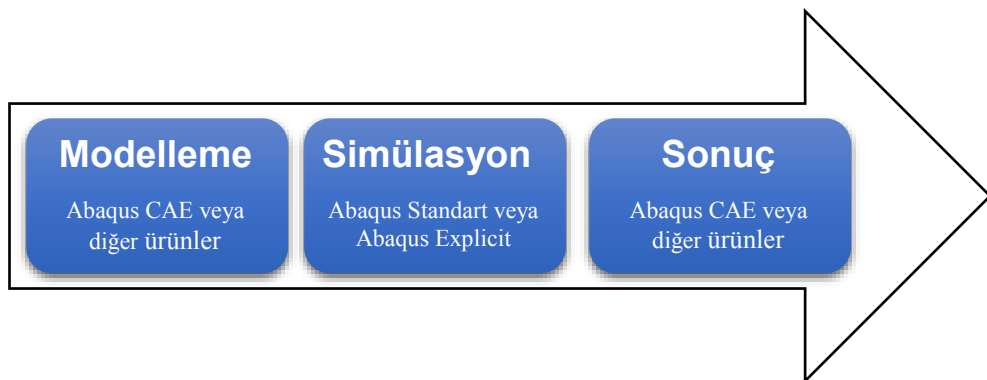 Modelleme
Abaqus CAE veya
diğer ürünler
Simülasyon
Abaqus Standart veya
Abaqus Explicit
Sonuç
Abaqus CAE veya
diğer ürünler